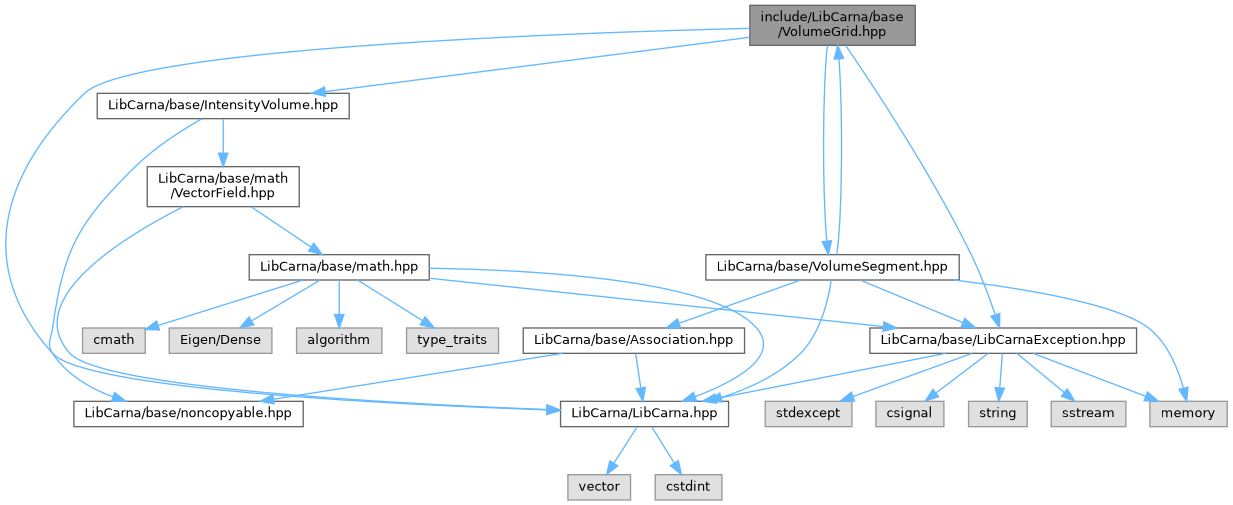 include/LibCarna/base
/VolumeGrid.hpp
LibCarna/base/IntensityVolume.hpp
LibCarna/base/math
/VectorField.hpp
LibCarna/base/math.hpp
LibCarna/base/VolumeSegment.hpp
cmath
Eigen/Dense
algorithm
type_traits
LibCarna/base/Association.hpp
LibCarna/base/LibCarnaException.hpp
LibCarna/base/noncopyable.hpp
LibCarna/LibCarna.hpp
stdexcept
csignal
string
sstream
memory
vector
cstdint